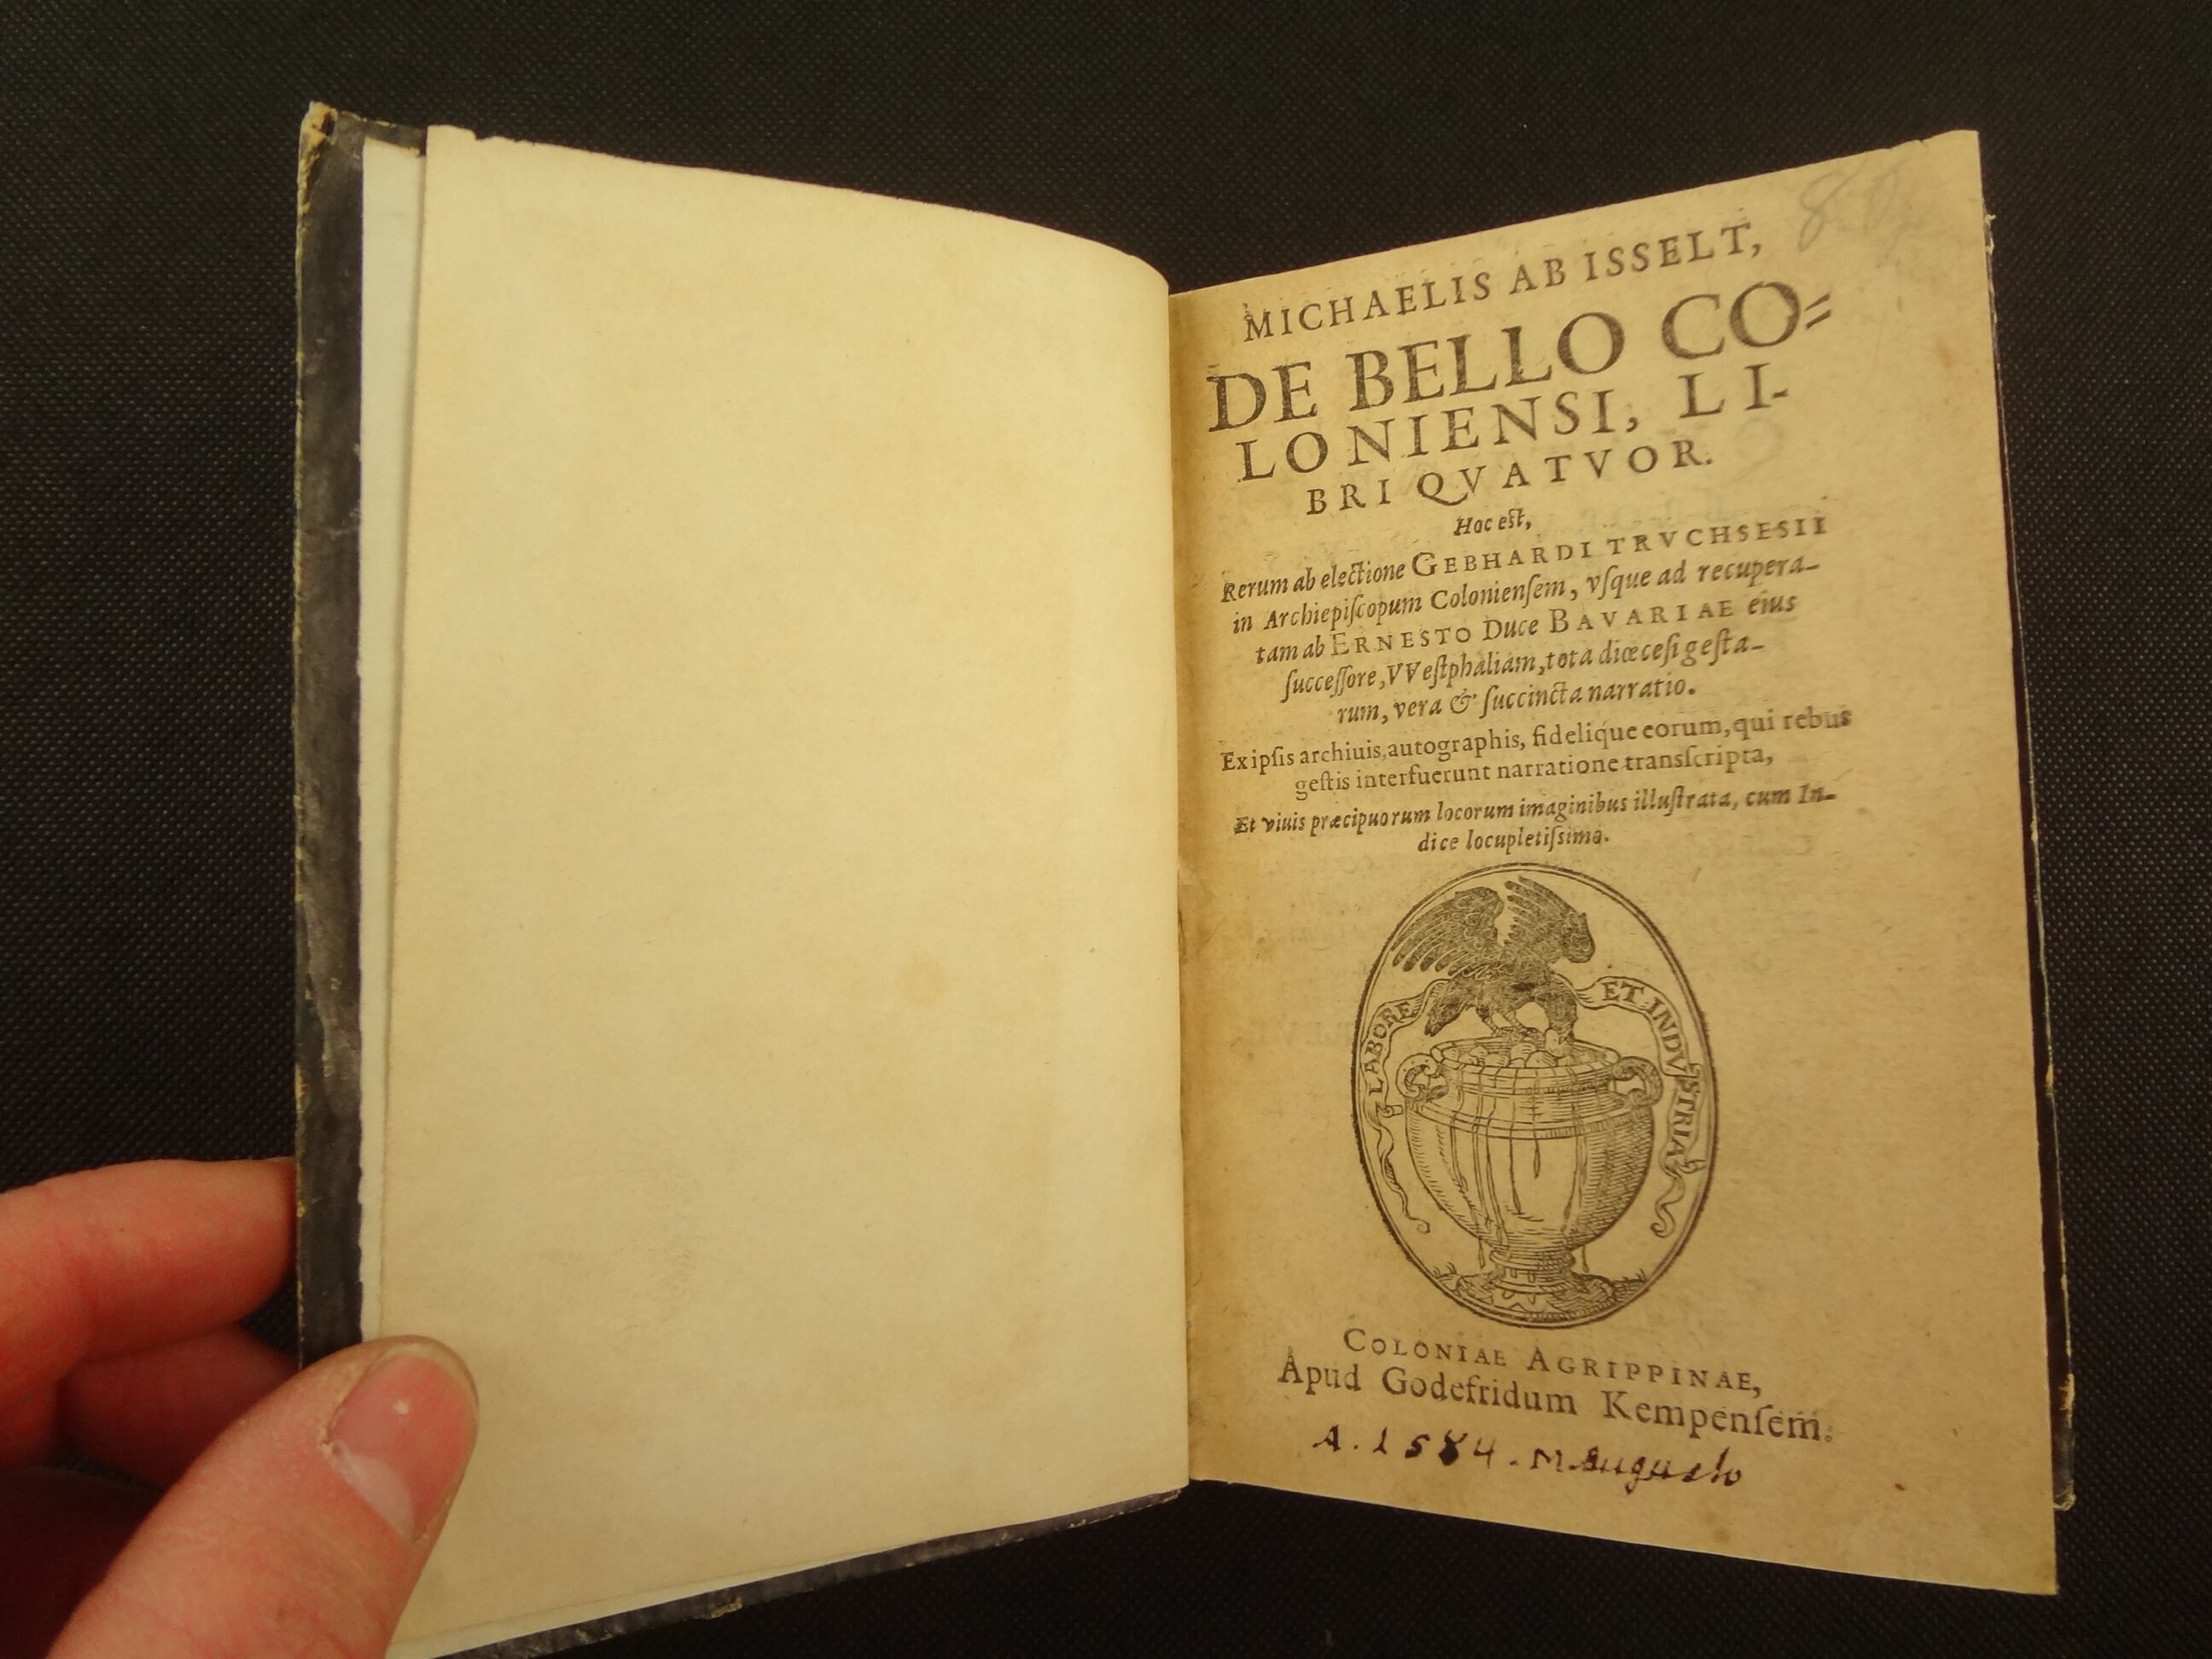 MICHAELIS AB ISSELT,
DE BELLO CO=
LONIENSI, LI-
BRI QVATVOR.
Hoc eſt,
Rerum ab electione GEBHARDI TRVCHSESII
in Archiepiſcopum Colonienſem, vſque ad recupera-
tam ab ERNESTO Duce BAVARIAE eius
ſucceſſore, VVeſtphaliam, tota diœceſi geſta-
rum, vera & ſuccincta narratio.
Ex ipſis archiuis, autographis, fidelique eorum, qui rebus
geſtis interfuerunt narratione tranſcripta,
Et viuis præcipuorum locorum imaginibus illuſtrata, cum In-
dice locupletiſsimo.
LABORE ET INDVSTRIA
COLONIAE AGRIPPINAE,
Apud Godefridum Kempenſem.
A. 1584. M. Augusto